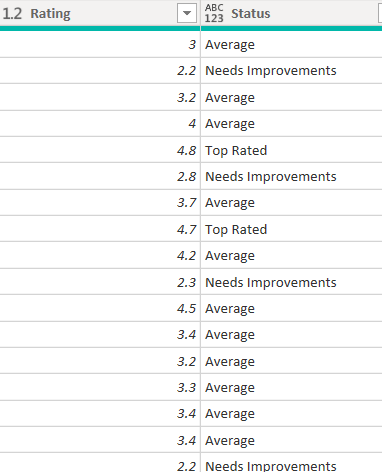 1.2 Rating ABC 123 Status
3 Average
2.2 Needs Improvements
3.2 Average
4 Average
4.8 Top Rated
2.8 Needs Improvements
3.7 Average
4.7 Top Rated
4.2 Average
2.3 Needs Improvements
4.5 Average
3.4 Average
3.2 Average
3.3 Average
3.4 Average
3.4 Average
2.2 Needs Improvements